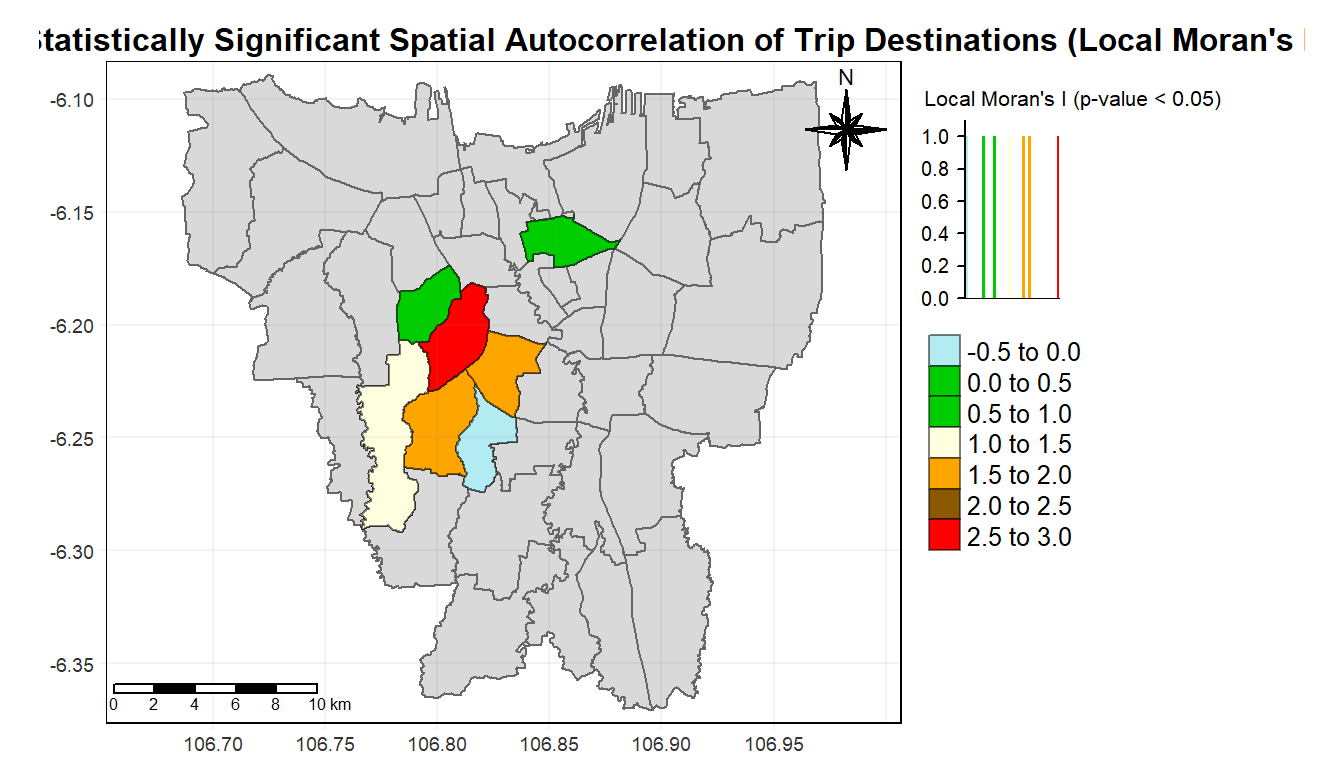 Statistically Significant Spatial Autocorrelation of Trip Destinations (Local Moran's I
N
-6.10
-6.15
-6.20
-6.25
-6.30
-6.35
0 2 4 6 8 10 km
106.70 106.75 106.80 106.85 106.90 106.95
Local Moran's I (p-value < 0.05)
1.0
0.8
0.6
0.4
0.2
0.0
-0.5 to 0.0
0.0 to 0.5
0.5 to 1.0
1.0 to 1.5
1.5 to 2.0
2.0 to 2.5
2.5 to 3.0